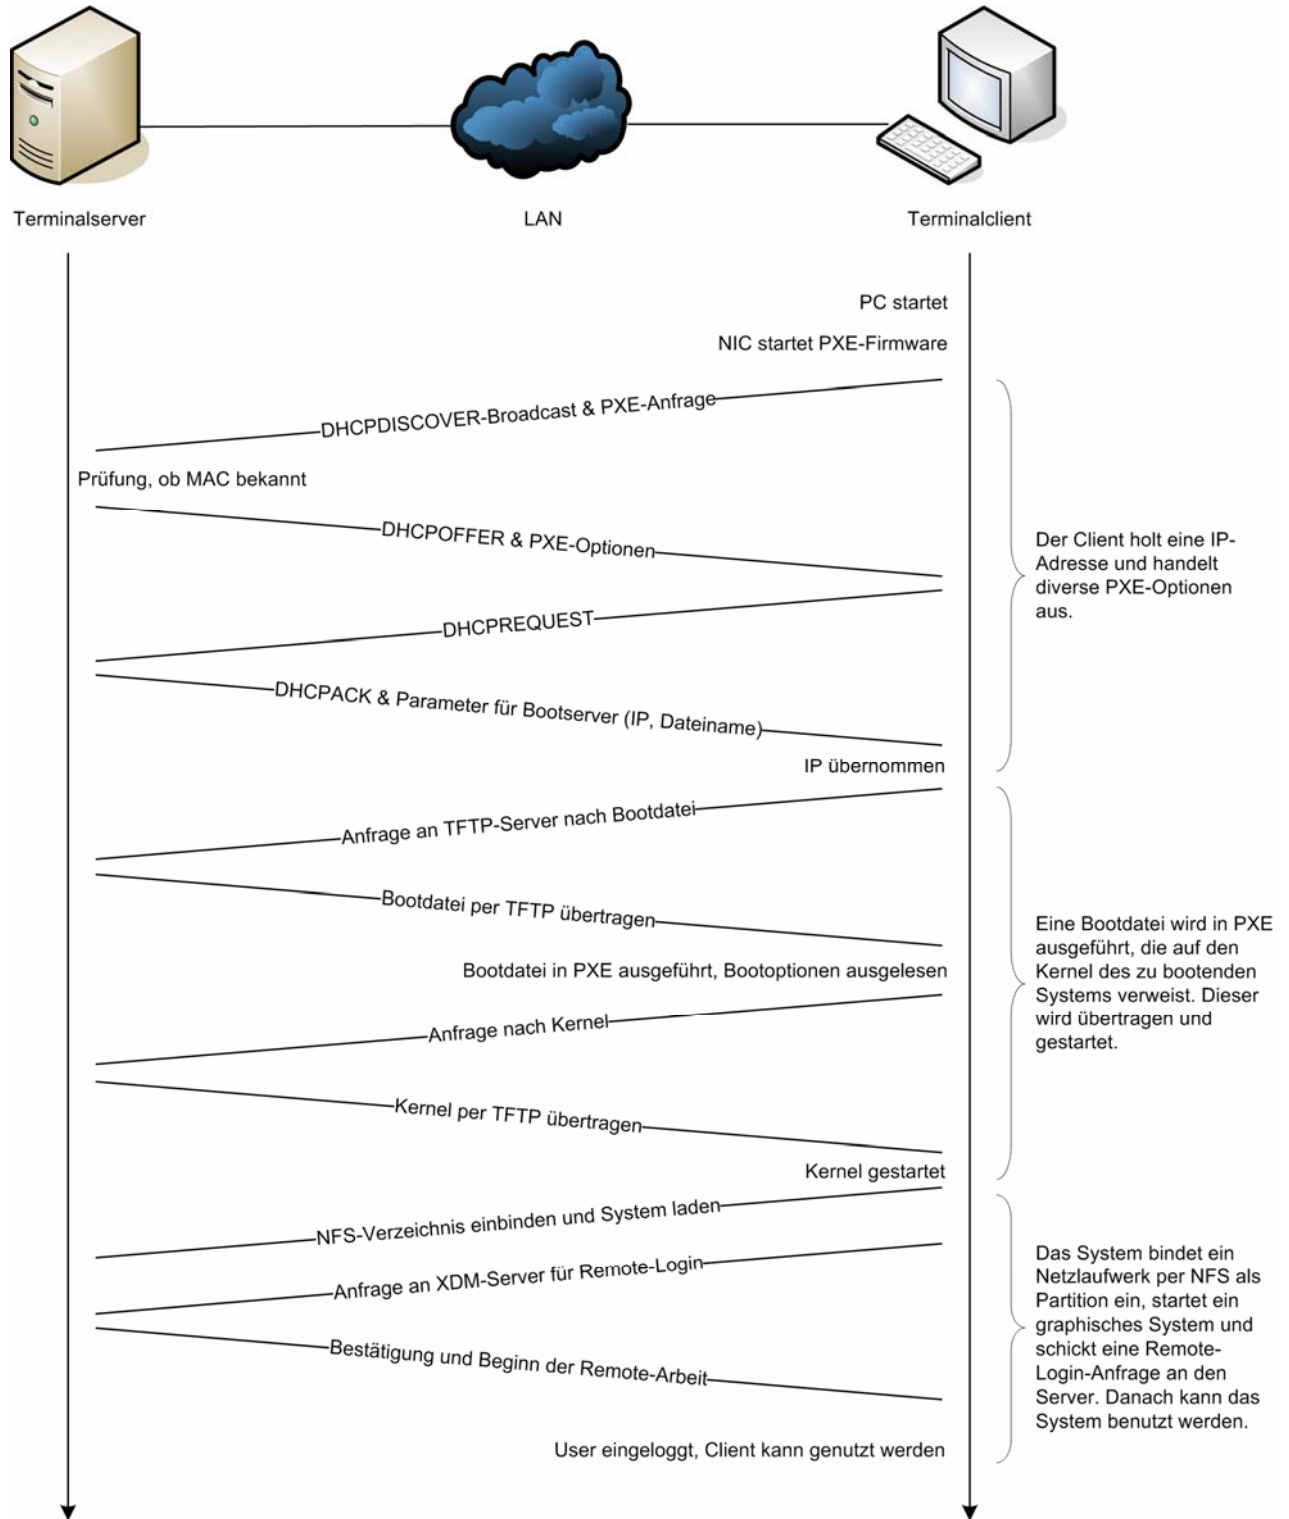 Terminalserver
LAN
Terminalclient
PC startet
NIC startet PXE-Firmware
DHCPDISCOVER-Broadcast & PXE-Anfrage
Prüfung, ob MAC bekannt
DHCPOFFER & PXE-Optionen
DHCPREQUEST
DHCPACK & Parameter für Bootserver (IP, Dateiname)
IP übernommen
Der Client holt eine IP-
Adresse und handelt
diverse PXE-Optionen
aus.
Anfrage an TFTP-Server nach Bootdatei
Bootdatei per TFTP übertragen
Bootdatei in PXE ausgeführt, Bootoptionen ausgelesen
Anfrage nach Kernel
Kernel per TFTP übertragen
Kernel gestartet
Eine Bootdatei wird in PXE
ausgeführt, die auf den
Kernel des zu bootenden
Systems verweist. Dieser
wird übertragen und
gestartet.
NFS-Verzeichnis einbinden und System laden
Anfrage an XDM-Server für Remote-Login
Bestätigung und Beginn der Remote-Arbeit
User eingeloggt, Client kann genutzt werden
Das System bindet ein
Netzlaufwerk per NFS als
Partition ein, startet ein
graphisches System und
schickt eine Remote-
Login-Anfrage an den
Server. Danach kann das
System benutzt werden.